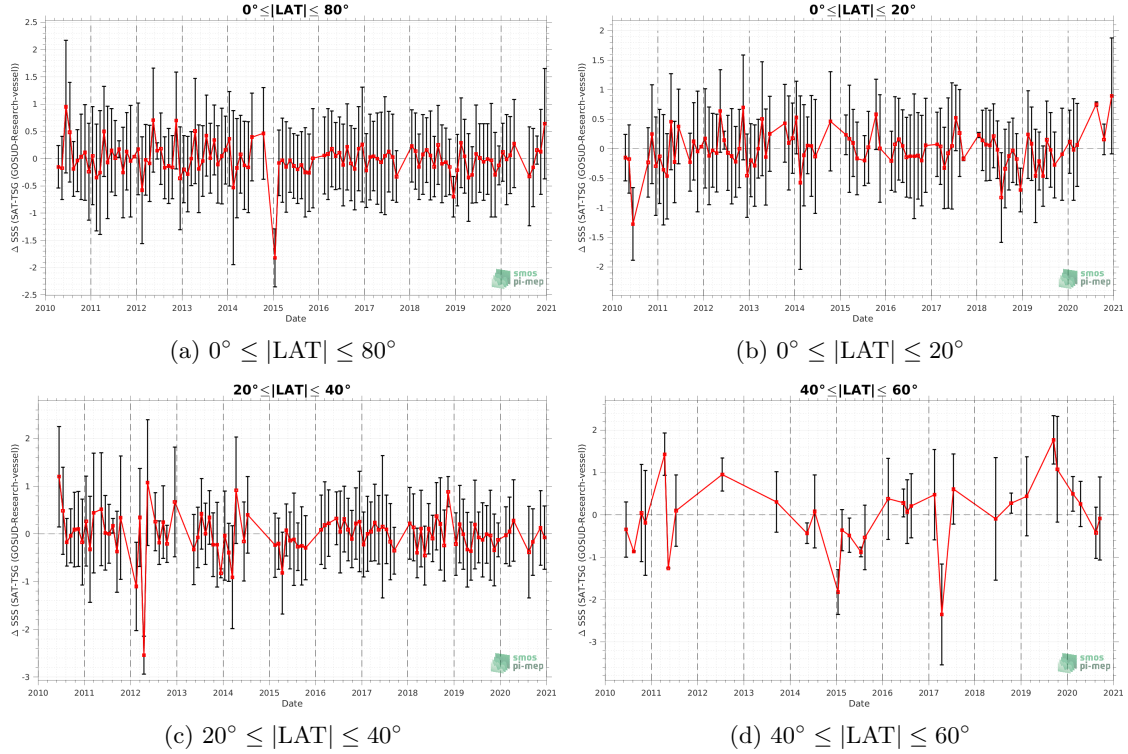 0°≤|LAT|≤ 80°
Δ SSS (SAT-TSG (GOSUD-Research-vessel))
2.5
2
1.5
1
0.5
0
-0.5
-1
-1.5
-2
-2.5
2010 2011 2012 2013 2014 2015 2016 2017 2018 2019 2020 2021
Date
smos
pi-mep
(a) 0° ≤ |LAT| ≤ 80°
0°≤|LAT|≤ 20°
Δ SSS (SAT-TSG (GOSUD-Research-vessel))
2
1.5
1
0.5
0
-0.5
-1
-1.5
-2
2010 2011 2012 2013 2014 2015 2016 2017 2018 2019 2020 2021
Date
smos
pi-mep
(b) 0° ≤ |LAT| ≤ 20°
20°≤|LAT|≤ 40°
Δ SSS (SAT-TSG (GOSUD-Research-vessel))
2
1
0
-1
-2
-3
2010 2011 2012 2013 2014 2015 2016 2017 2018 2019 2020 2021
Date
smos
pi-mep
(c) 20° ≤ |LAT| ≤ 40°
40°≤|LAT|≤ 60°
Δ SSS (SAT-TSG (GOSUD-Research-vessel))
2
1
0
-1
-2
-3
2010 2011 2012 2013 2014 2015 2016 2017 2018 2019 2020 2021
Date
smos
pi-mep
(d) 40° ≤ |LAT| ≤ 60°